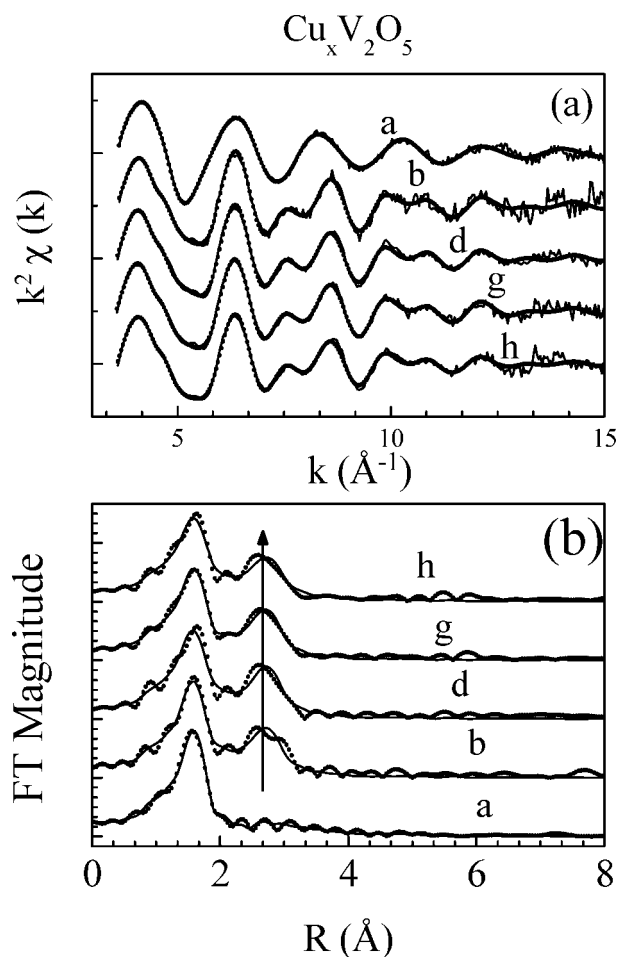 CuₓV₂O₅
(a)
a
b
d
g
h
k² χ (k)
5 10 15
k (Å⁻¹)
(b)
h
g
d
b
a
FT Magnitude
0 2 4 6 8
R (Å)